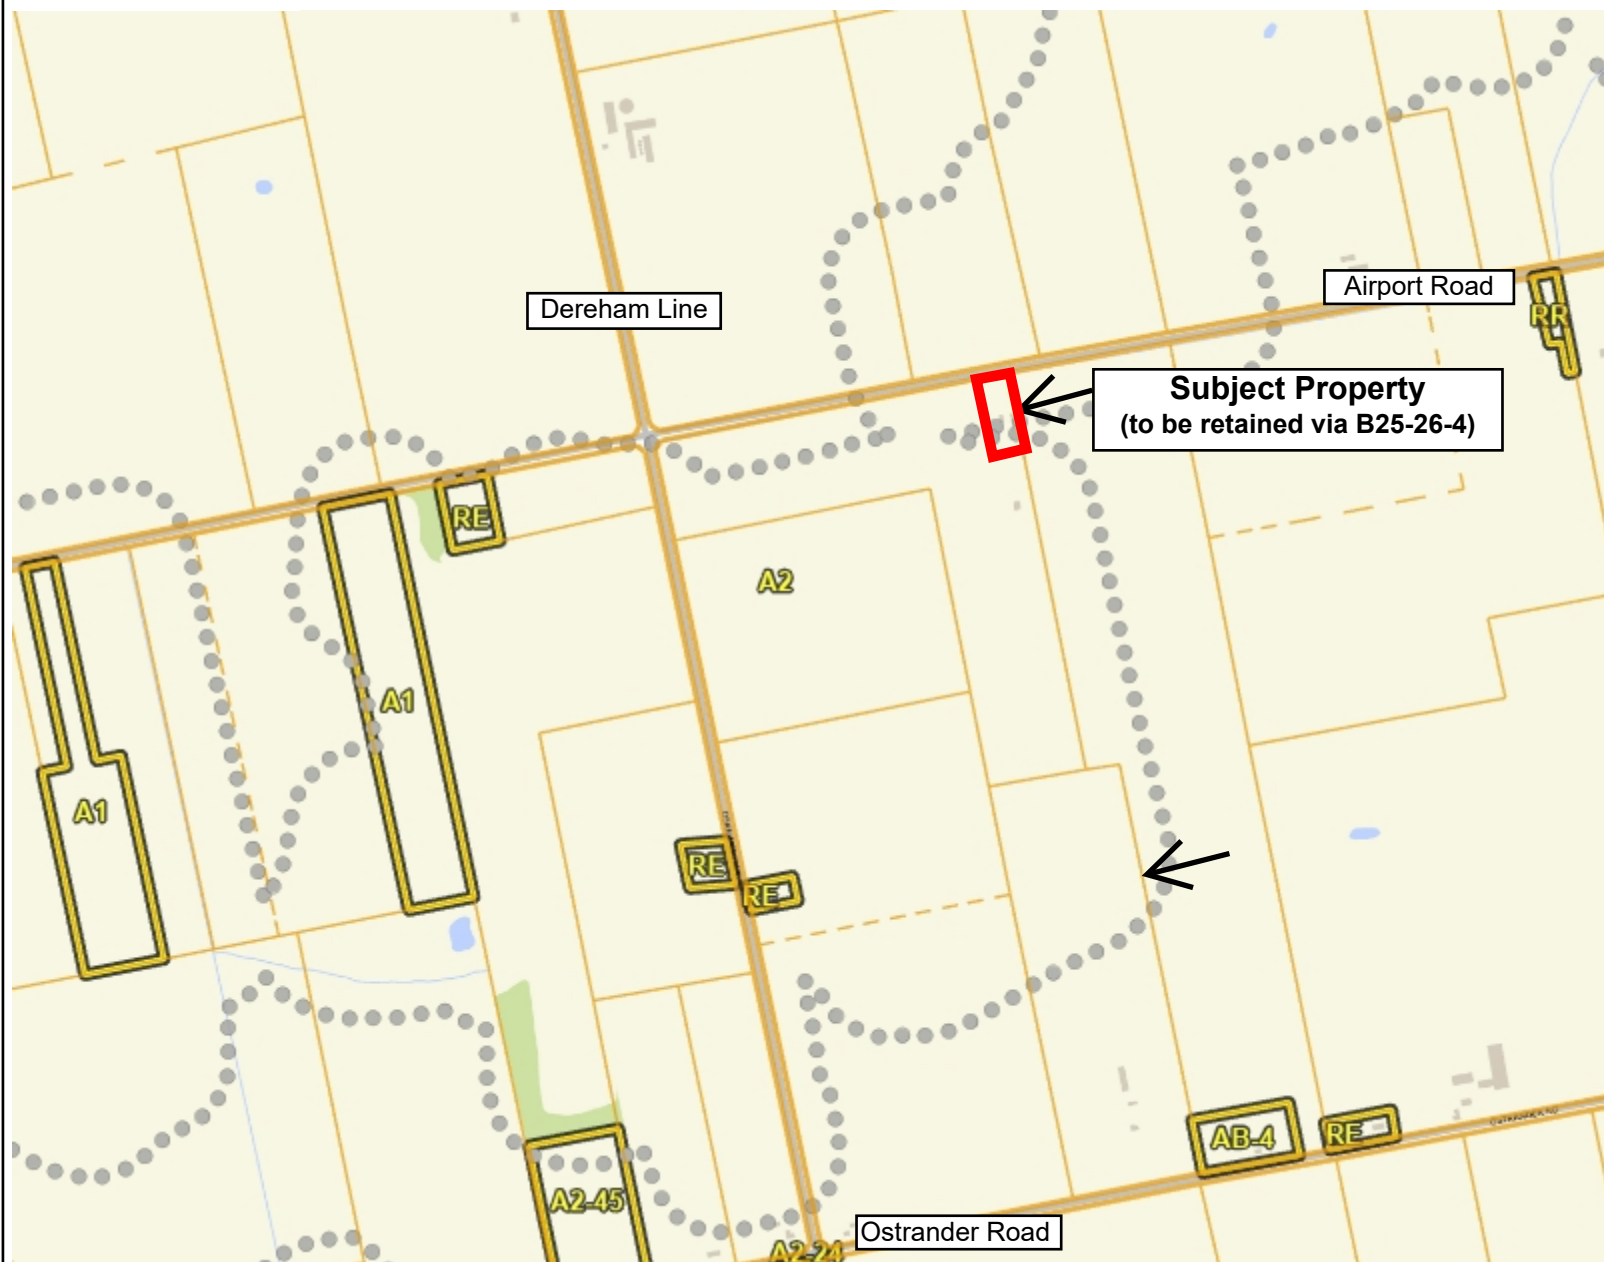 Dereham Line
Airport Road
RR
Subject Property
(to be retained via B25-26-4)
RE
A2
A1
A1
RE
RE
AB-4
RE
A2-45
Ostrander Road
A2-24